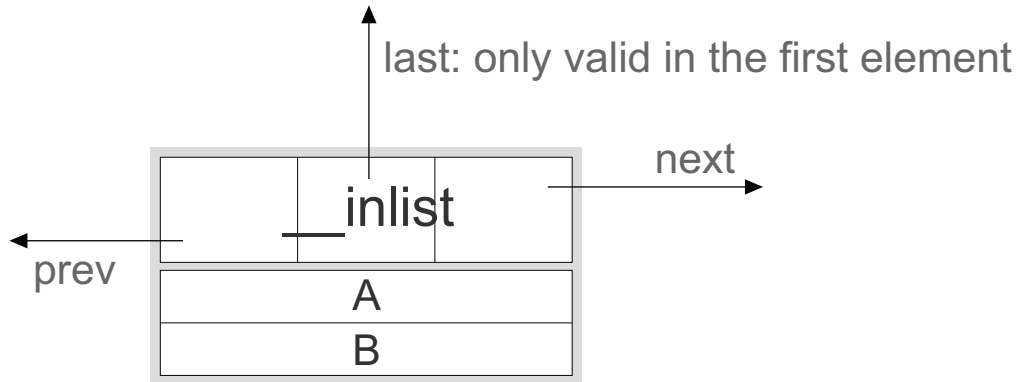 last: only valid in the first element
next
__inlist
prev
A
B